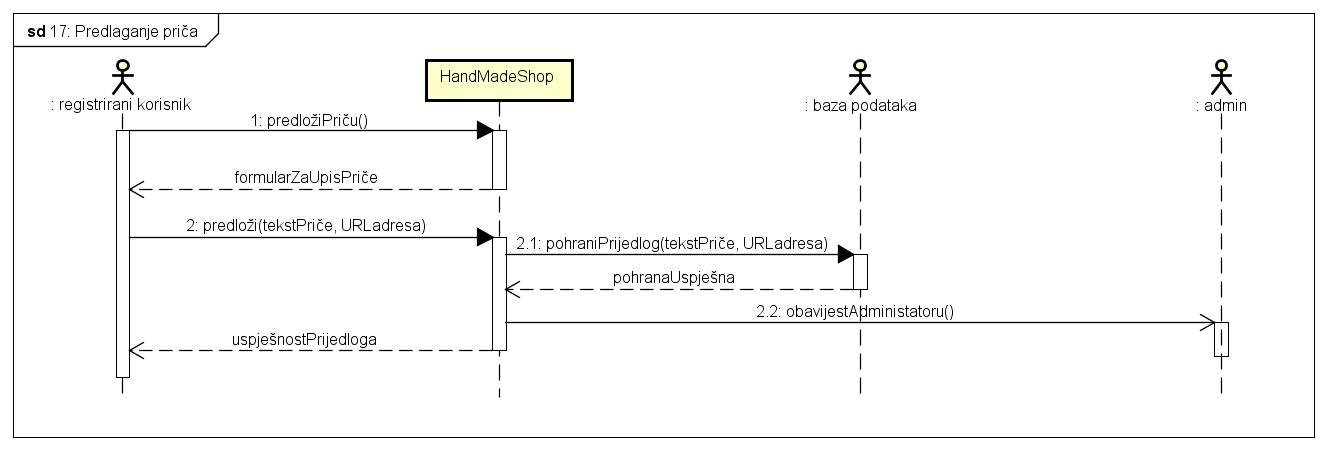 sd 17: Predlaganje priča
: registrirani korisnik
HandMadeShop
: baza podataka
: admin
1: predložiPriču()
formularZaUpisPriče
2: predloži(tekstPriče, URLadresa)
2.1: pohraniPrijedlog(tekstPriče, URLadresa)
pohranaUspješna
2.2: obavijestAdministatoru()
uspješnostPrijedloga